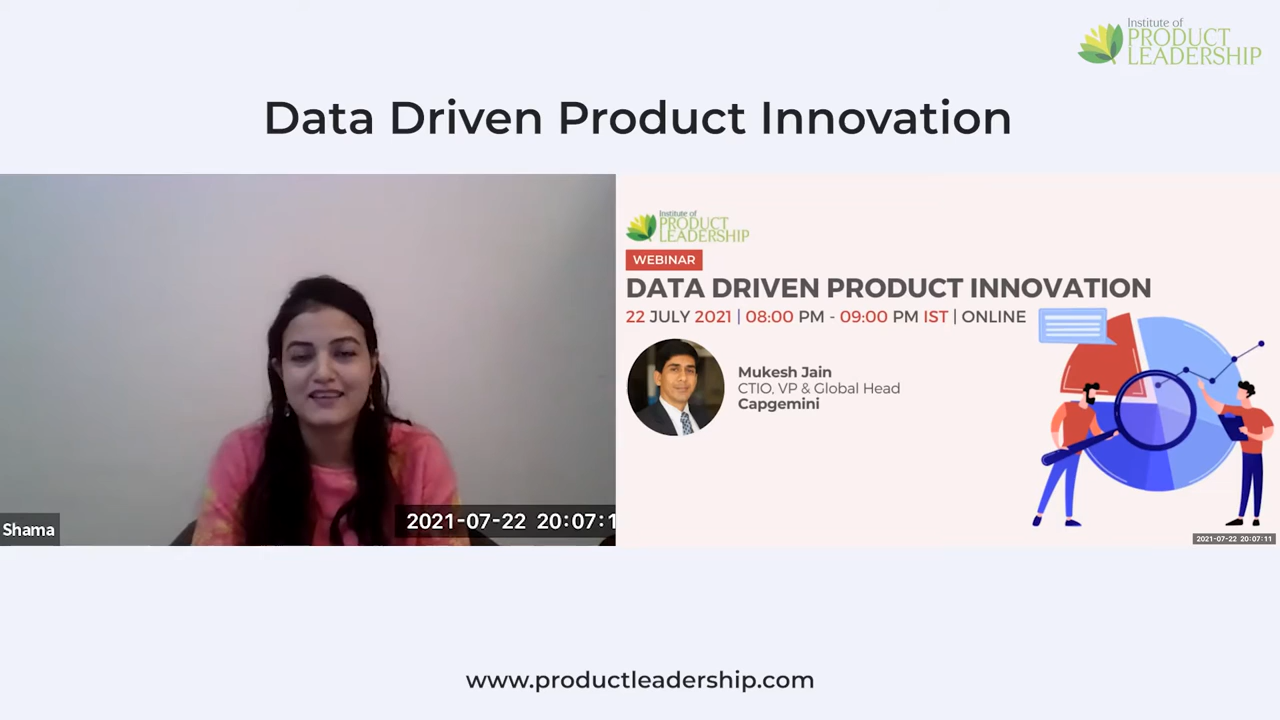 Institute of
PRODUCT
LEADERSHIP
Data Driven Product Innovation
Shama
2021-07-22 20:07:1
Institute of
PRODUCT
LEADERSHIP
WEBINAR
DATA DRIVEN PRODUCT INNOVATION
22 JULY 2021 | 08:00 PM - 09:00 PM IST | ONLINE
Mukesh Jain
CTIO, VP & Global Head
Capgemini
2021-07-22 20:07:11
www.productleadership.com